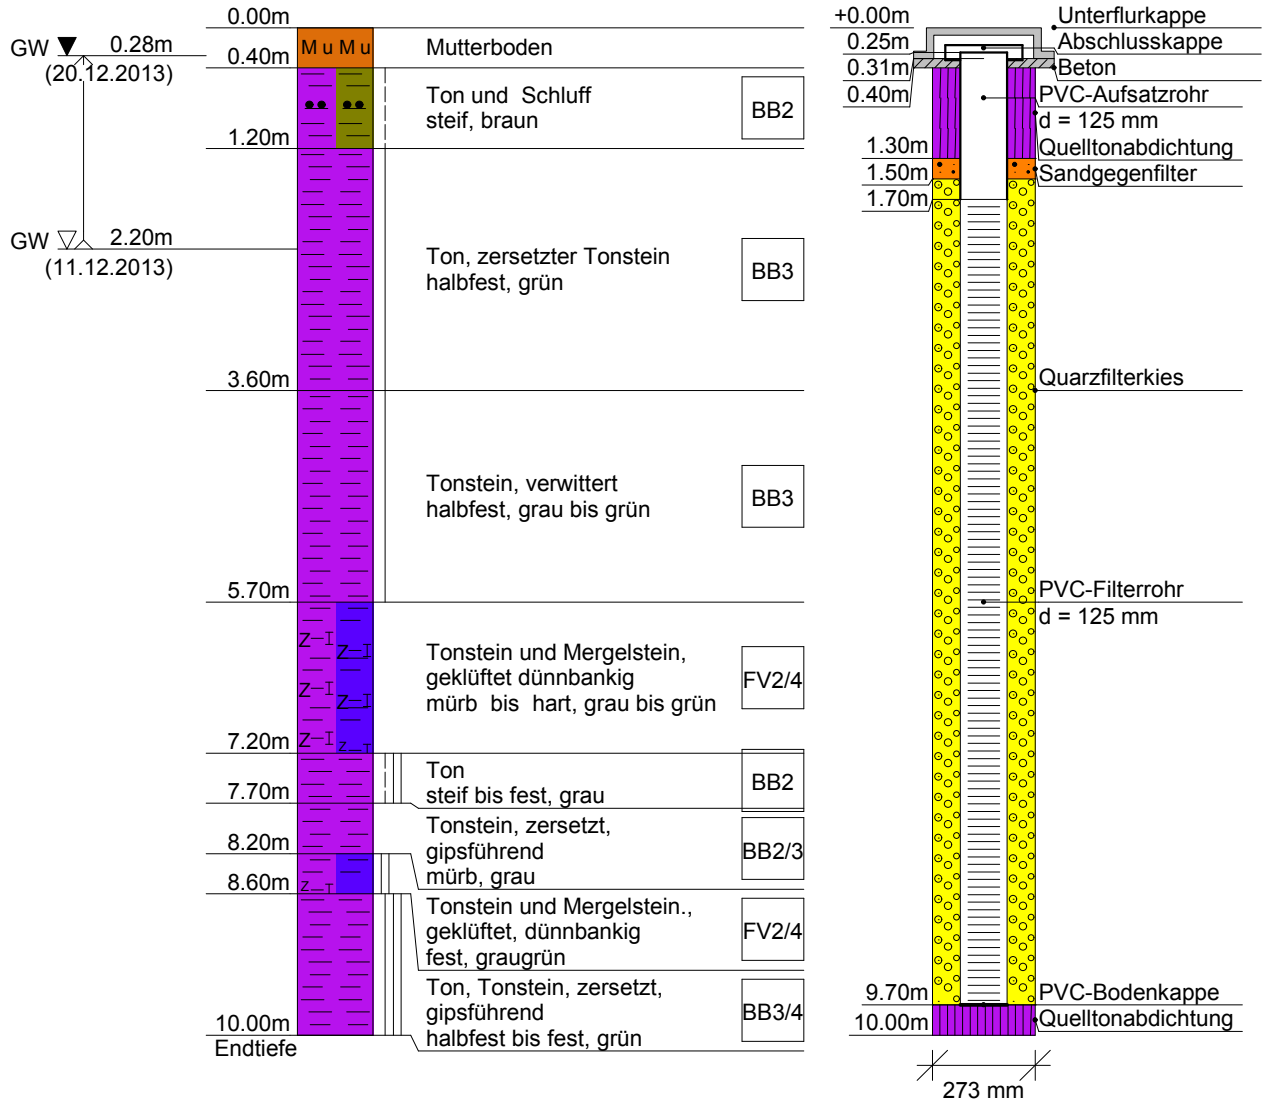 0.00m
GW 0.28m
(20.12.2013)
0.40m
M u M u
Mutterboden
Ton und Schluff
steif, braun
BB2
1.20m
GW 2.20m
(11.12.2013)
Ton, zersetzter Tonstein
halbfest, grün
BB3
3.60m
Tonstein, verwittert
halbfest, grau bis grün
BB3
5.70m
Z I
Z I
Z I
Z I
Z I
Z I
Tonstein und Mergelstein,
geklüftet dünnbankig
mürb bis hart, grau bis grün
FV2/4
7.20m
Ton
steif bis fest, grau
BB2
7.70m
Tonstein, zersetzt,
gipsführend
mürb, grau
BB2/3
8.20m
8.60m
Z I
Tonstein und Mergelstein.,
geklüftet, dünnbankig
fest, graugrün
FV2/4
Ton, Tonstein, zersetzt,
gipsführend
halbfest bis fest, grün
BB3/4
10.00m
Endtiefe
+0.00m
0.25m
0.31m
0.40m
1.30m
1.50m
1.70m
9.70m
10.00m
Unterflurkappe
Abschlusskappe
Beton
PVC-Aufsatzrohr
d = 125 mm
Quelltonabdichtung
Sandgegenfilter
Quarzfilterkies
PVC-Filterrohr
d = 125 mm
PVC-Bodenkappe
Quelltonabdichtung
273 mm